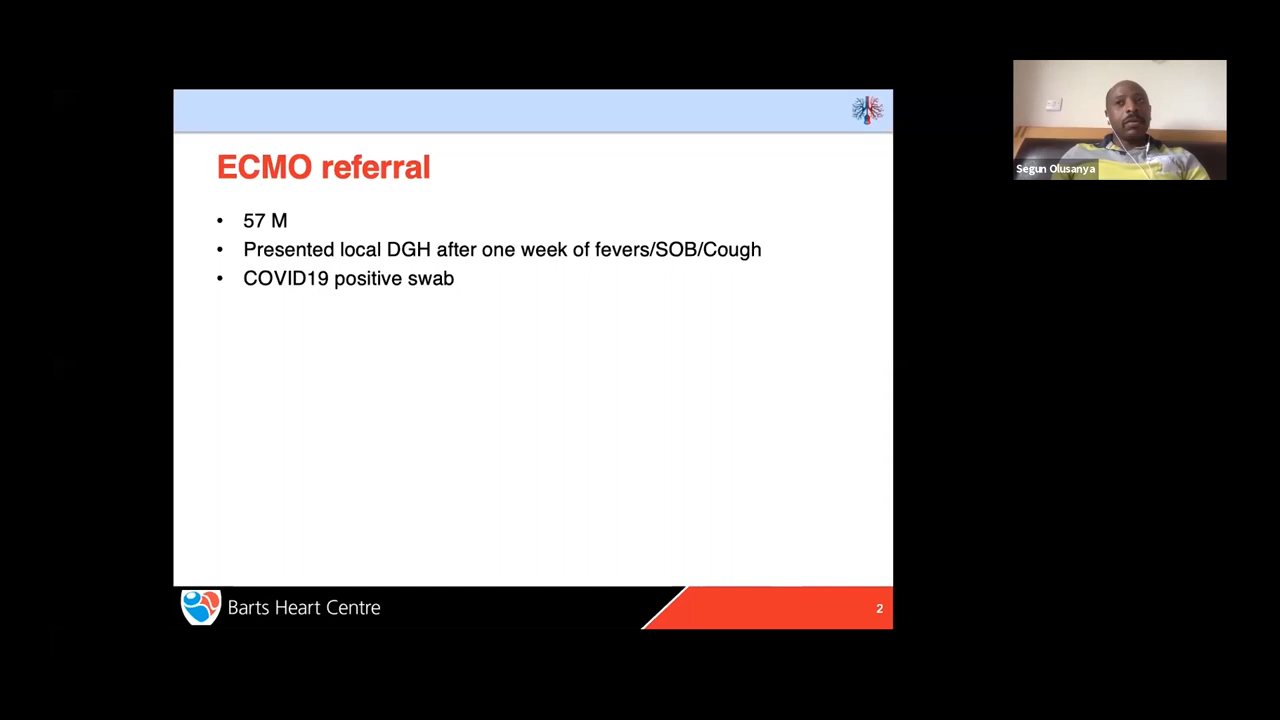 ECMO referral
• 57 M
• Presented local DGH after one week of fevers/SOB/Cough
• COVID19 positive swab
Barts Heart Centre
2
Segun Olusanya